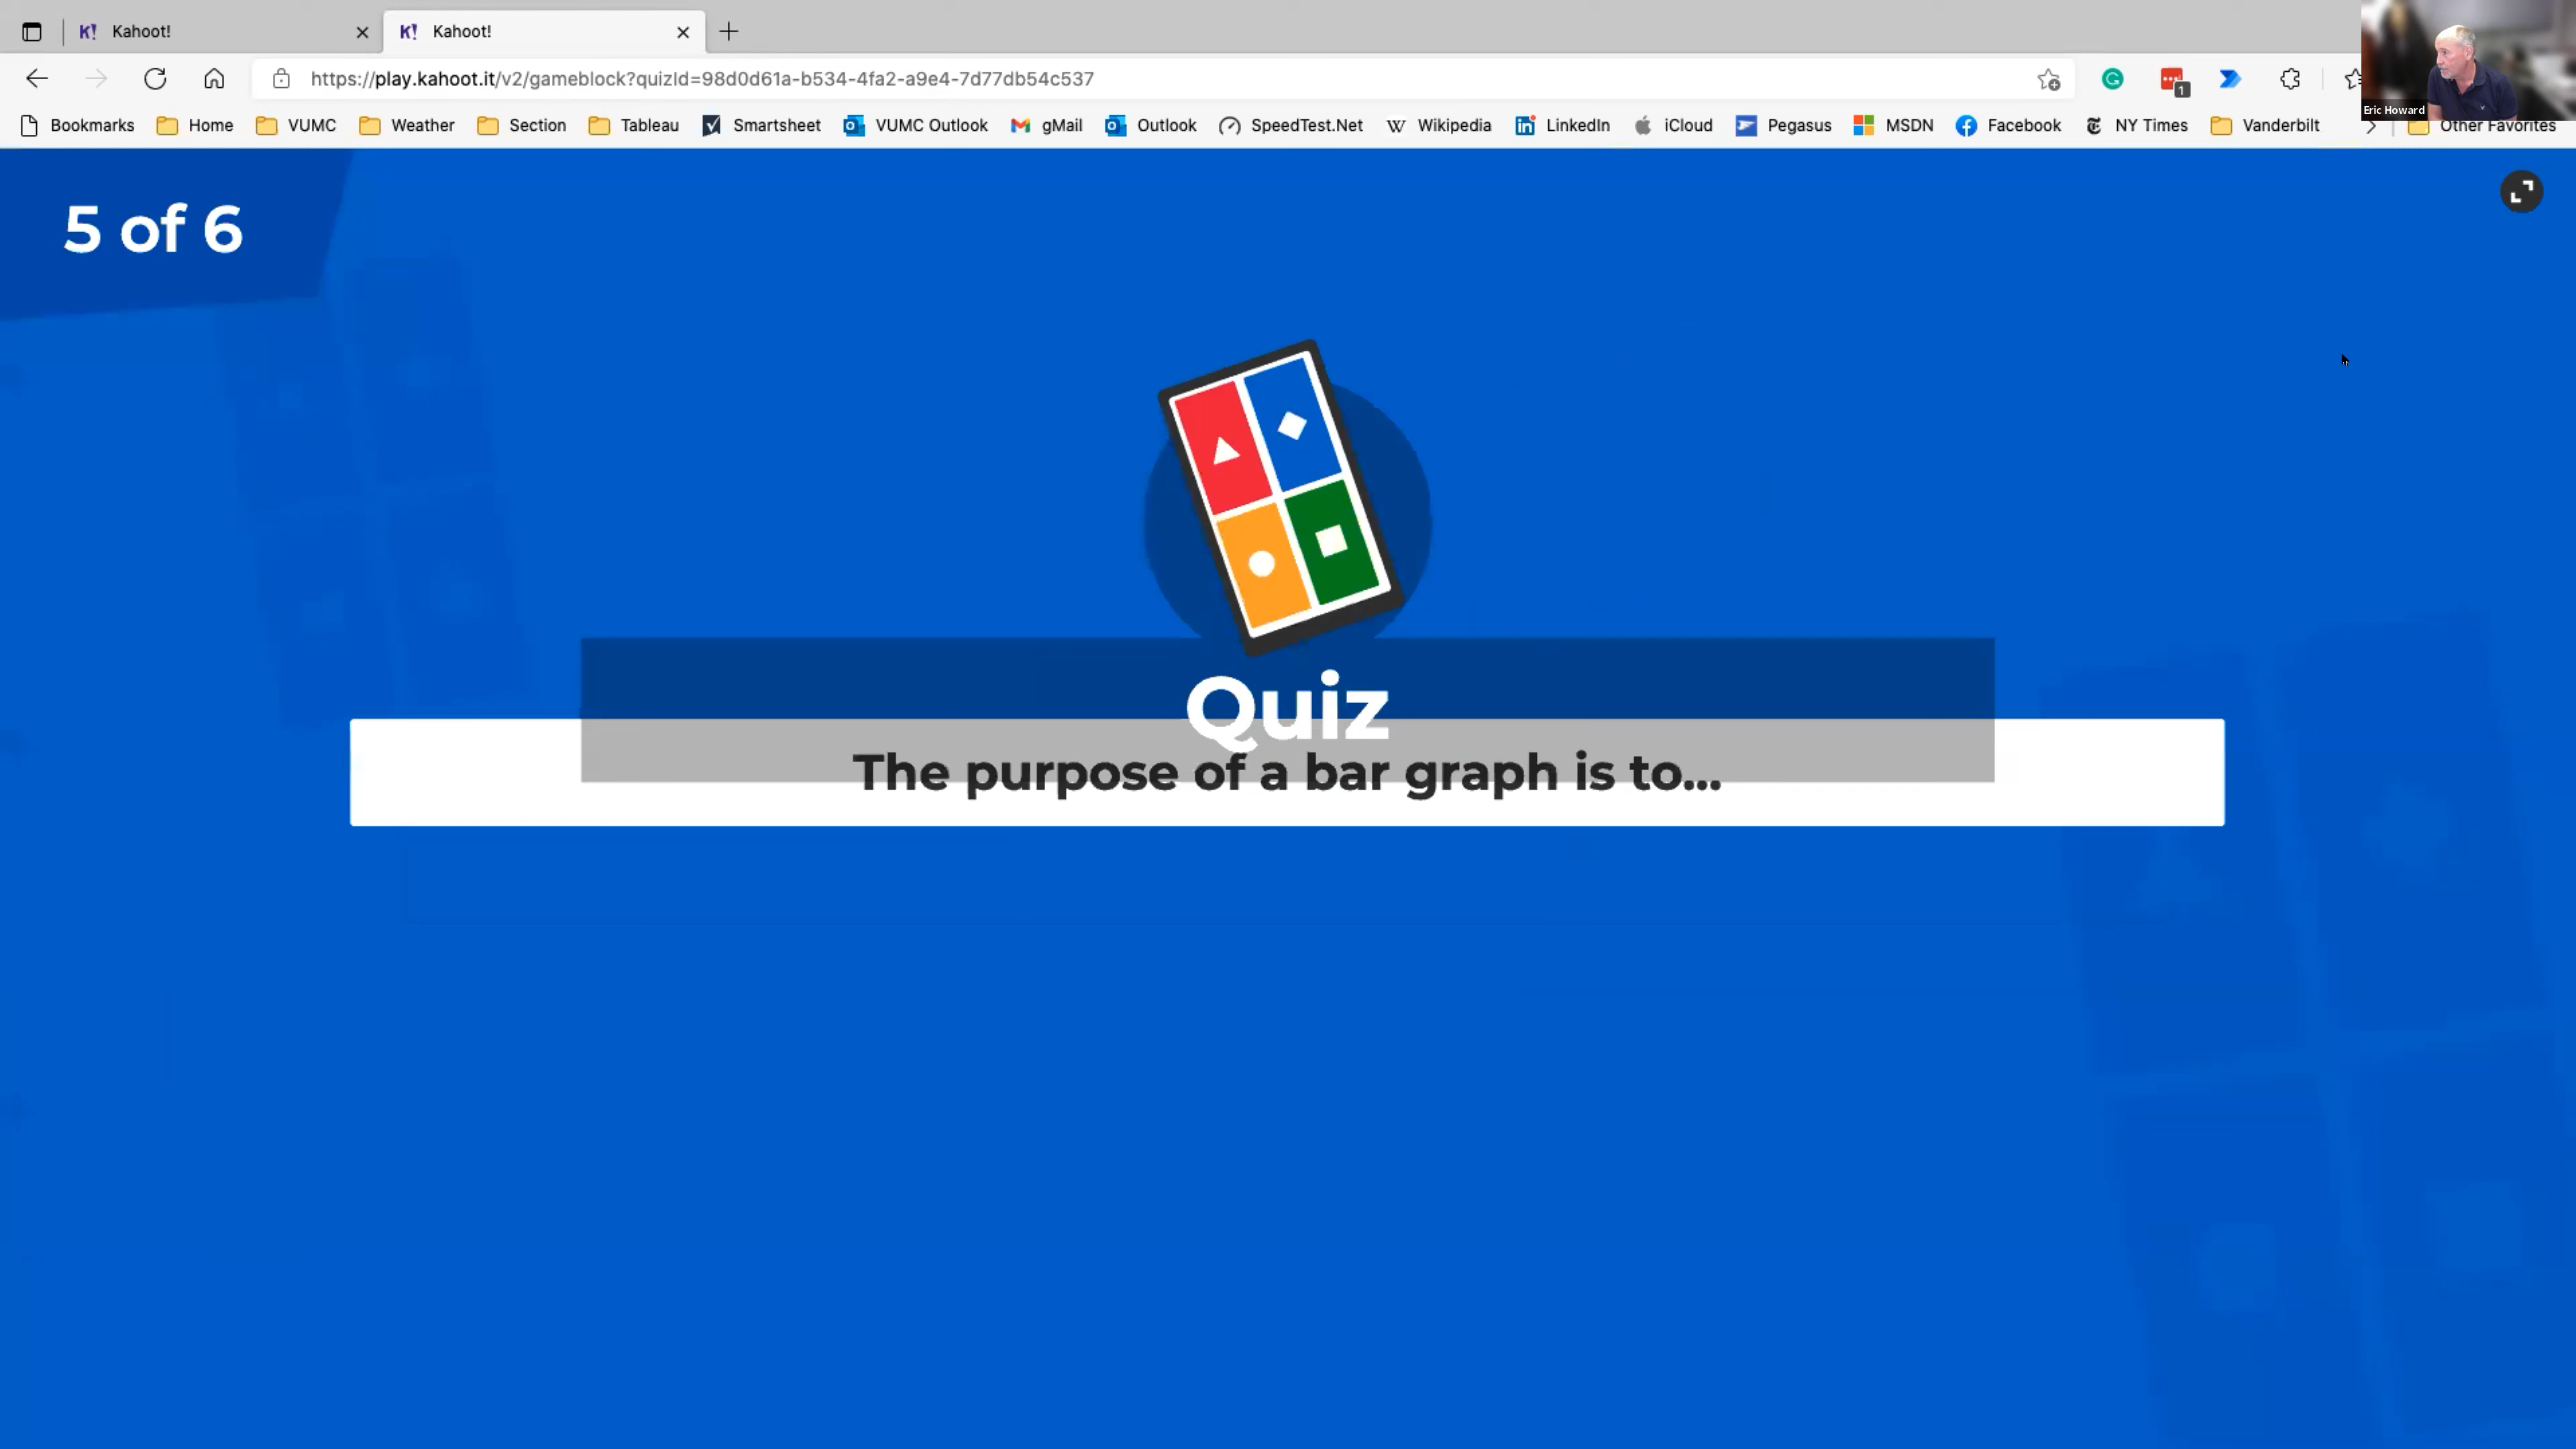 K! Kahoot! K! Kahoot!
https://play.kahoot.it/v2/gameblock?quizId=98d0d61a-b534-4fa2-a9e4-7d77db54c537
1
Eric Howard
Bookmarks Home VUMC Weather Section Tableau Smartsheet VUMC Outlook gMail Outlook SpeedTest.Net Wikipedia LinkedIn iCloud Pegasus MSDN Facebook NY Times Vanderbilt Other Favorites
5 of 6
Quiz
The purpose of a bar graph is to...